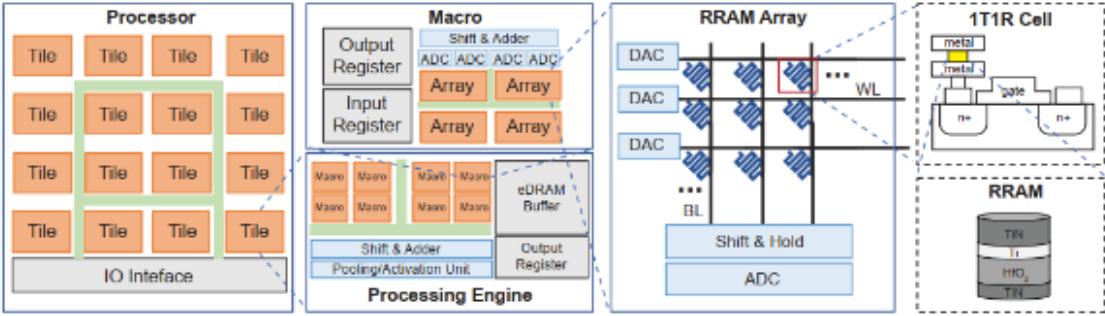 Processor
Tile Tile Tile Tile
Tile Tile Tile Tile
Tile Tile Tile Tile
Tile Tile Tile Tile
IO Inteface
Macro
Output
Register
Input
Register
Shift & Adder
ADC ADC ADC ADC
Array Array
Array Array
Macro Macro Macro Macro
Macro Macro Macro Macro
eDRAM
Buffer
Shift & Adder
Pooling/Activation Unit
Output
Register
Processing Engine
RRAM Array
DAC
... WL
DAC
DAC
...
BL
Shift & Hold
ADC
1T1R Cell
metal
metal
gate
n+ n+
RRAM
TiN
Ti
HfO₂
TiN